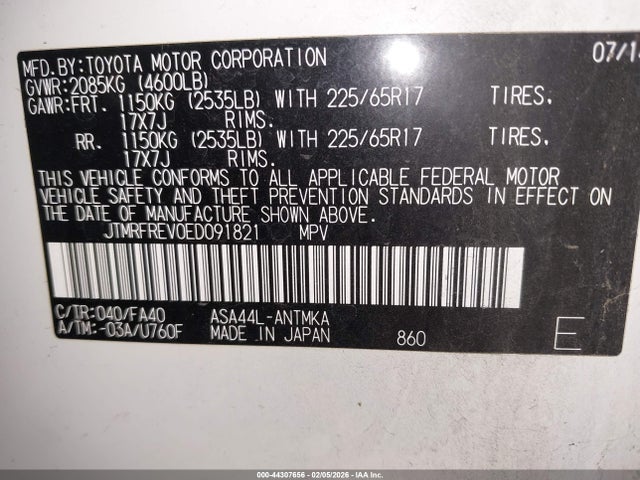 MFD.BY:TOYOTA MOTOR CORPORATION 07/14
GVWR:2085KG (4600LB)
GAWR:FRT. 1150KG (2535LB) WITH 225/65R17 TIRES,
17X7J RIMS.
RR. 1150KG (2535LB) WITH 225/65R17 TIRES,
17X7J RIMS.
THIS VEHICLE CONFORMS TO ALL APPLICABLE FEDERAL MOTOR
VEHICLE SAFETY AND THEFT PREVENTION STANDARDS IN EFFECT ON
THE DATE OF MANUFACTURE SHOWN ABOVE.
JTMRFREV0ED091821 MPV
C/TR:040/FA40 ASA44L-ANTMKA
A/TM:-03A/U760F MADE IN JAPAN 860 E
000-44307656 - 02/05/2026 - IAA Inc.